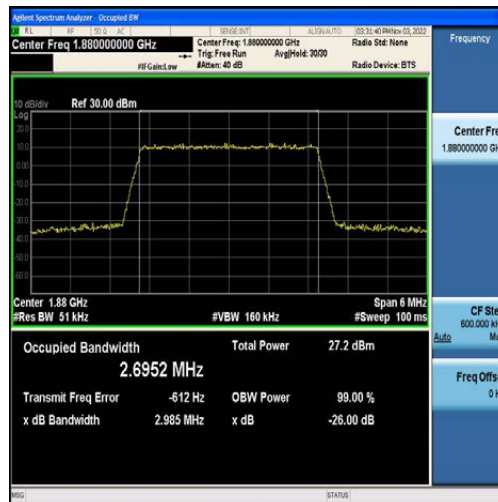 Agilent Spectrum Analyzer - Occupied BW
RL RF 50 Ω AC SENSE:INT ALIGNAUTO 03:31:40 PM Nov 03, 2022
Center Freq 1.880000000 GHz Center Freq: 1.880000000 GHz Radio Std: None
Trig: Free Run Avg|Hold: 30/30
#IFGain:Low #Atten: 40 dB Radio Device: BTS
Frequency
10 dB/div Ref 30.00 dBm
Log
20.0
10.0
0.00
-10.0
-20.0
-30.0
-40.0
-50.0
-60.0
Center 1.88 GHz Span 6 MHz
#Res BW 51 kHz #VBW 160 kHz #Sweep 100 ms
Occupied Bandwidth Total Power 27.2 dBm
2.6952 MHz
Transmit Freq Error -612 Hz OBW Power 99.00 %
x dB Bandwidth 2.985 MHz x dB -26.00 dB
Center Fre
1.880000000 GH
CF Ste
600.000 kH
Auto Ma
Freq Offs
0 H
MSG STATUS